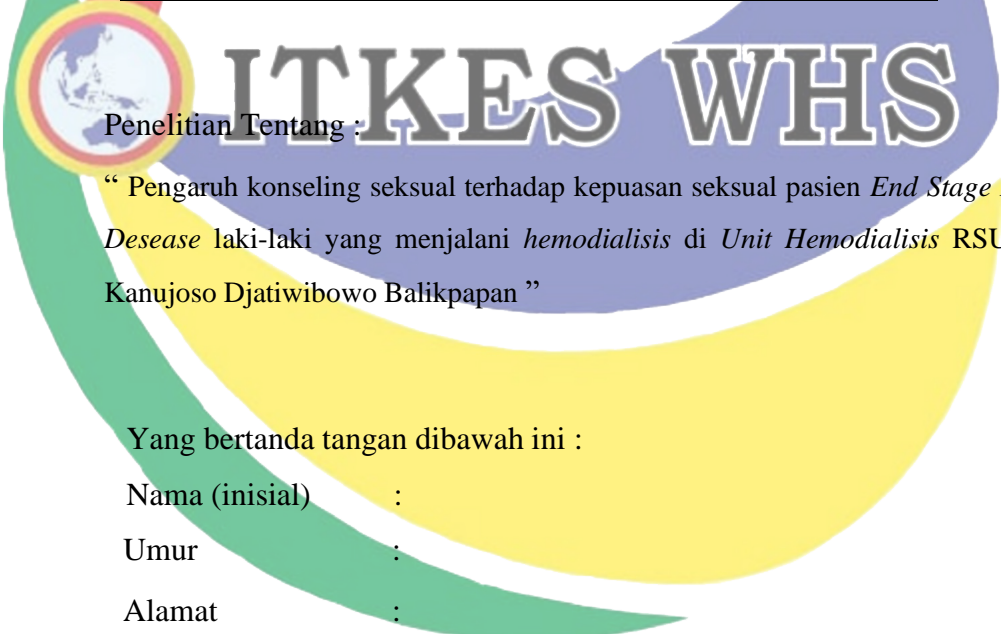 ITKES WHS
Penelitian Tentang :
“ Pengaruh konseling seksual terhadap kepuasan seksual pasien End Stage
Desease laki-laki yang menjalani hemodialisis di Unit Hemodialisis RSU
Kanujoso Djatiwibowo Balikpapan ”
Yang bertanda tangan dibawah ini :
Nama (inisial) :
Umur :
Alamat :